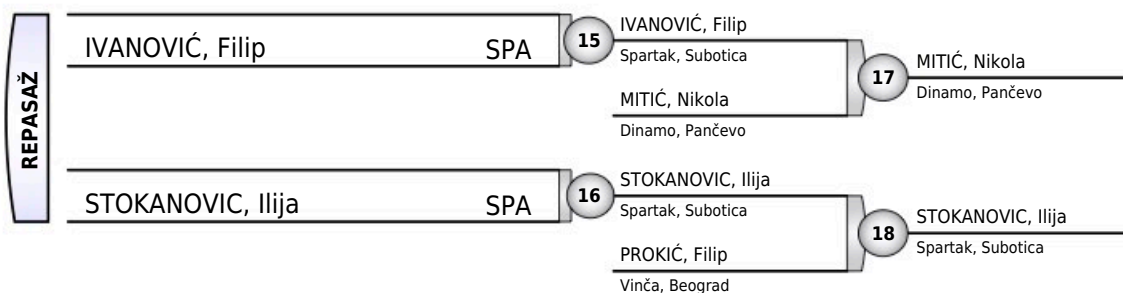 REPASAŽ
IVANOVIĆ, Filip SPA
15
IVANOVIĆ, Filip
Spartak, Subotica
MITIĆ, Nikola
Dinamo, Pančevo
17
MITIĆ, Nikola
Dinamo, Pančevo
STOKANOVIC, Ilija SPA
16
STOKANOVIC, Ilija
Spartak, Subotica
PROKIĆ, Filip
Vinča, Beograd
18
STOKANOVIC, Ilija
Spartak, Subotica